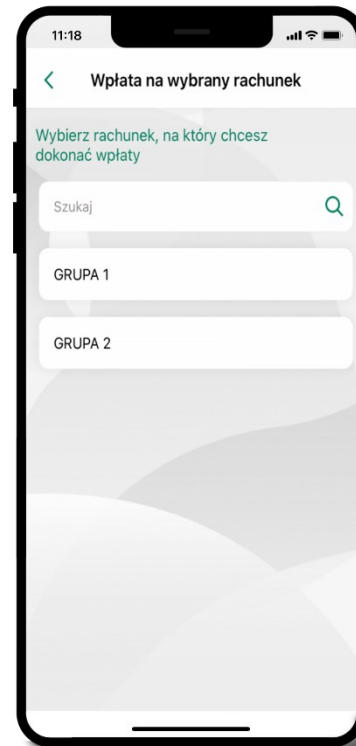 11:18
Wpłata na wybrany rachunek
Wybierz rachunek, na który chcesz
dokonać wpłaty
Szukaj
GRUPA 1
GRUPA 2